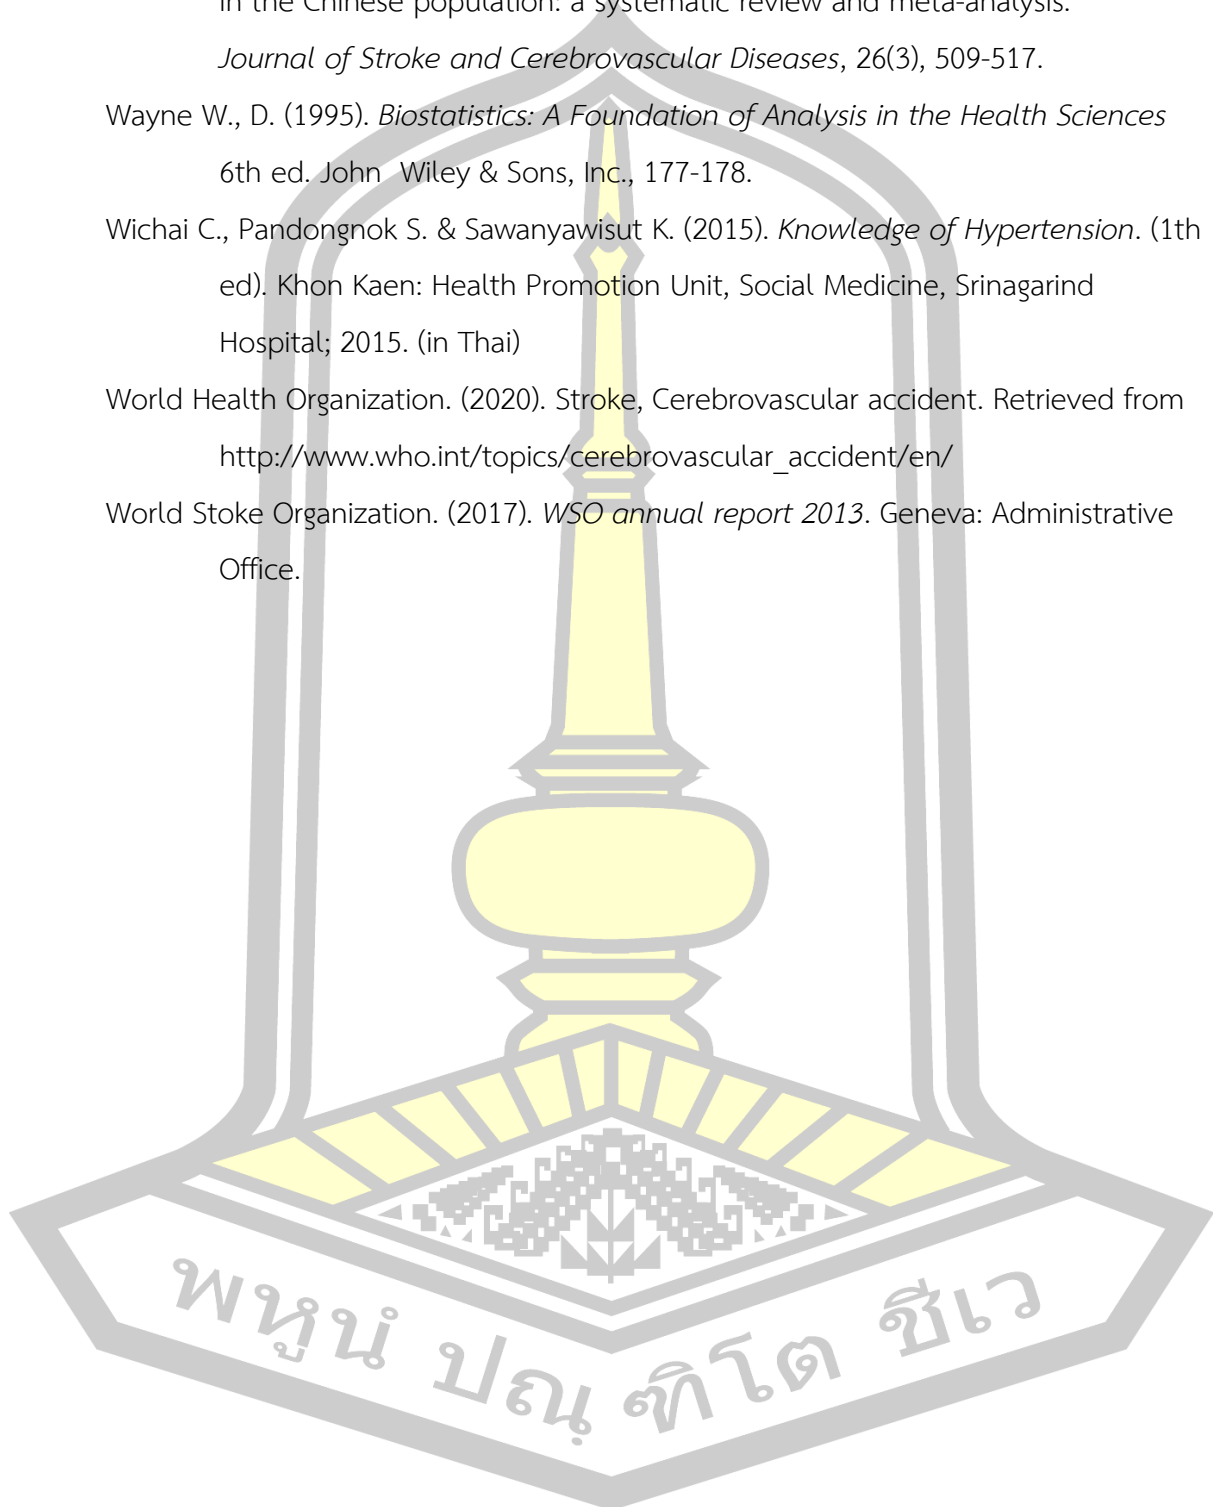 in the Chinese population: a systematic review and meta-analysis.
Journal of Stroke and Cerebrovascular Diseases, 26(3), 509-517.
Wayne W., D. (1995). Biostatistics: A Foundation of Analysis in the Health Sciences
6th ed. John  Wiley & Sons, Inc., 177-178.
Wichai C., Pandongnok S. & Sawanyawisut K. (2015). Knowledge of Hypertension. (1th
ed). Khon Kaen: Health Promotion Unit, Social Medicine, Srinagarind
Hospital; 2015. (in Thai)
World Health Organization. (2020). Stroke, Cerebrovascular accident. Retrieved from
http://www.who.int/topics/cerebrovascular_accident/en/
World Stoke Organization. (2017). WSO annual report 2013. Geneva: Administrative
Office.
พหูนํ ปณฺฑิโต ชีเว